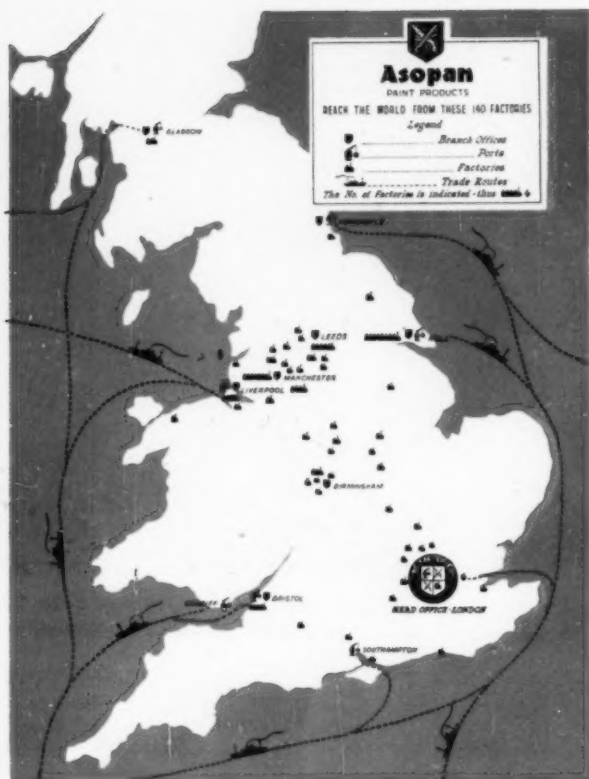 Asopan
PAINT PRODUCTS
REACH THE WORLD FROM THESE 140 FACTORIES
Legend
Branch Offices
Ports
Factories
Trade Routes
The No. of Factories is indicated-thus 4
GLASGOW
LEEDS
MANCHESTER
LIVERPOOL
BIRMINGHAM
HEAD OFFICE-LONDON
BRISTOL
SOUTHAMPTON